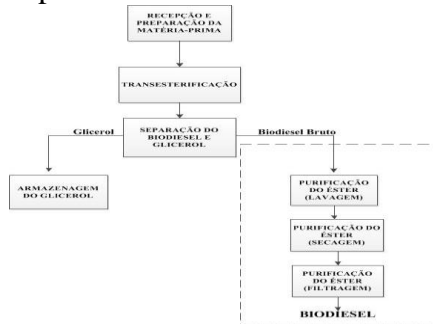 RECEPÇÃO E
PREPARAÇÃO DA
MATÉRIA-PRIMA
TRANSESTERIFICAÇÃO
Glicerol
SEPARAÇÃO DO
BIODIESEL E
GLICEROL
Biodiesel Bruto
ARMAZENAGEM
DO GLICEROL
PURIFICAÇÃO
DO ÉSTER
(LAVAGEM)
PURIFICAÇÃO DO
ÉSTER
(SECAGEM)
PURIFICAÇÃO DO
ÉSTER
(FILTRAGEM)
BIODIESEL